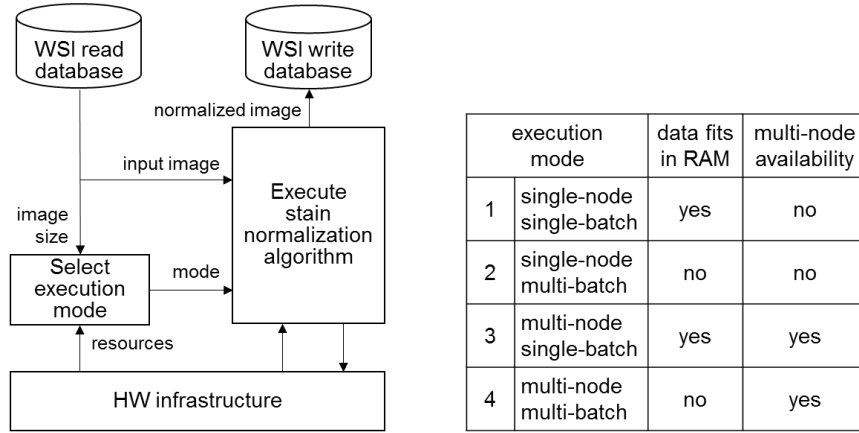 WSI read
database
WSI write
database
normalized image
input image
Execute
stain
normalization
algorithm
image
size
Select
execution
mode
mode
resources
HW infrastructure
execution
mode
data fits
in RAM
multi-node
availability
1
single-node
single-batch
yes
no
2
single-node
multi-batch
no
no
3
multi-node
single-batch
yes
yes
4
multi-node
multi-batch
no
yes